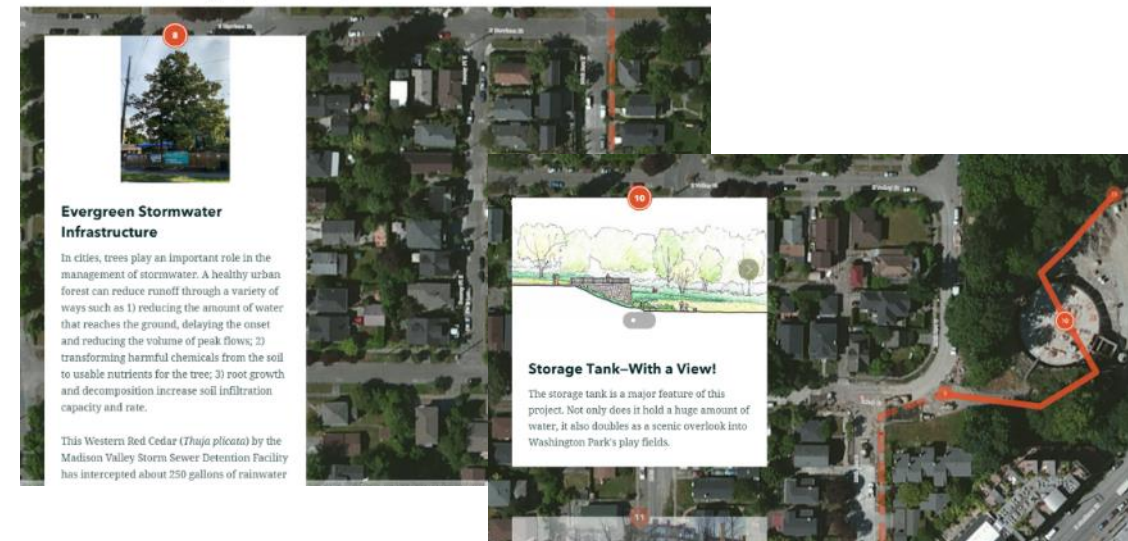 8
Evergreen Stormwater
Infrastructure
In cities, trees play an important role in the
management of stormwater. A healthy urban
forest can reduce runoff through a variety of
ways such as 1) reducing the amount of water
that reaches the ground, delaying the onset
and reducing the volume of peak flows; 2)
transforming harmful chemicals from the soil
to usable nutrients for the tree; 3) root growth
and decomposition increase soil infiltration
capacity and rate.
This Western Red Cedar (Thuja plicata) by the
Madison Valley Storm Sewer Detention Facility
has intercepted about 250 gallons of rainwater
10
Storage Tank—With a View!
The storage tank is a major feature of this
project. Not only does it hold a huge amount of
water, it also doubles as a scenic overlook into
Washington Park's play fields.
11
10